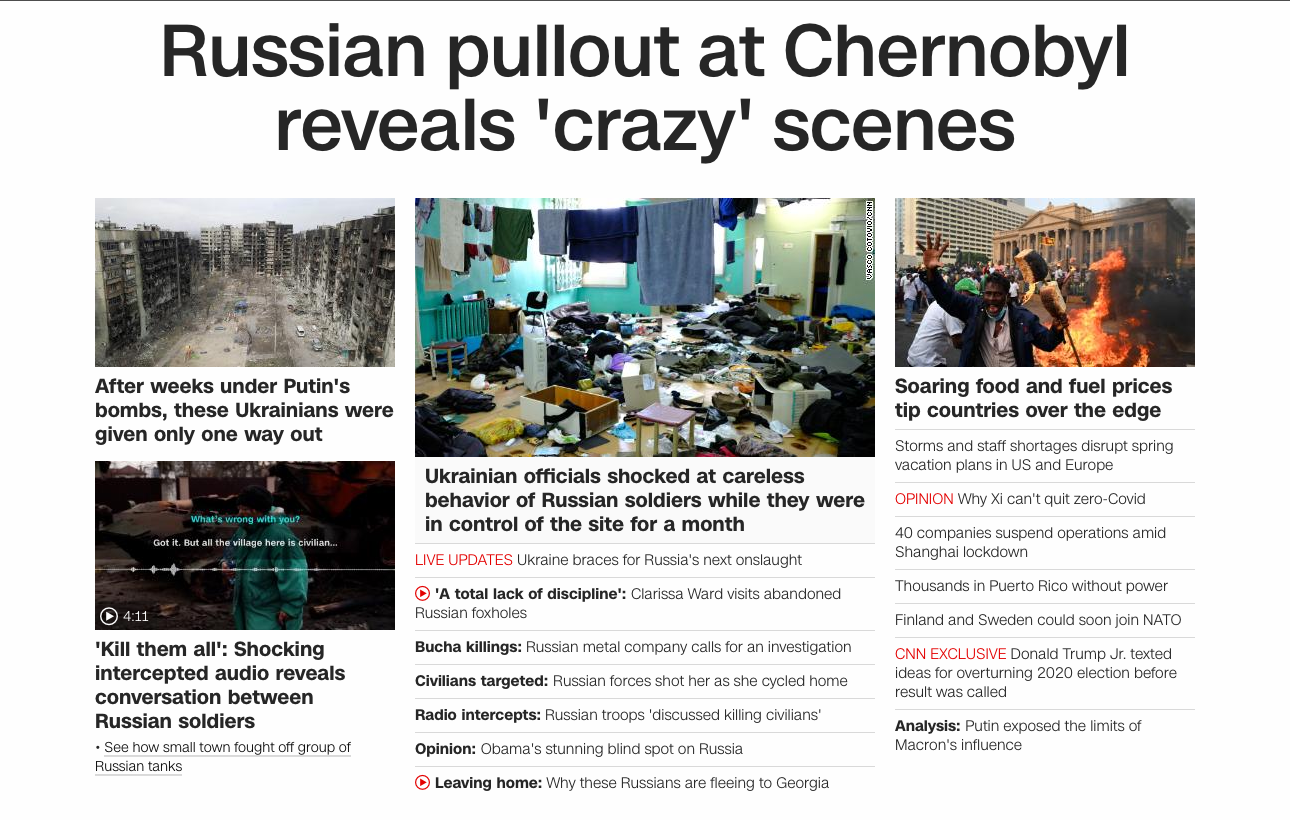 Russian pullout at Chernobyl
reveals 'crazy' scenes
After weeks under Putin's
bombs, these Ukrainians were
given only one way out
What's wrong with you?
Got it. But all the village here is civilian...
4:11
'Kill them all': Shocking
intercepted audio reveals
conversation between
Russian soldiers
• See how small town fought off group of
Russian tanks
VASCO COTOVIO/CNN
Ukrainian officials shocked at careless
behavior of Russian soldiers while they were
in control of the site for a month
LIVE UPDATES Ukraine braces for Russia's next onslaught
'A total lack of discipline': Clarissa Ward visits abandoned
Russian foxholes
Bucha killings: Russian metal company calls for an investigation
Civilians targeted: Russian forces shot her as she cycled home
Radio intercepts: Russian troops 'discussed killing civilians'
Opinion: Obama's stunning blind spot on Russia
Leaving home: Why these Russians are fleeing to Georgia
Soaring food and fuel prices
tip countries over the edge
Storms and staff shortages disrupt spring
vacation plans in US and Europe
OPINION Why Xi can't quit zero-Covid
40 companies suspend operations amid
Shanghai lockdown
Thousands in Puerto Rico without power
Finland and Sweden could soon join NATO
CNN EXCLUSIVE Donald Trump Jr. texted
ideas for overturning 2020 election before
result was called
Analysis: Putin exposed the limits of
Macron's influence